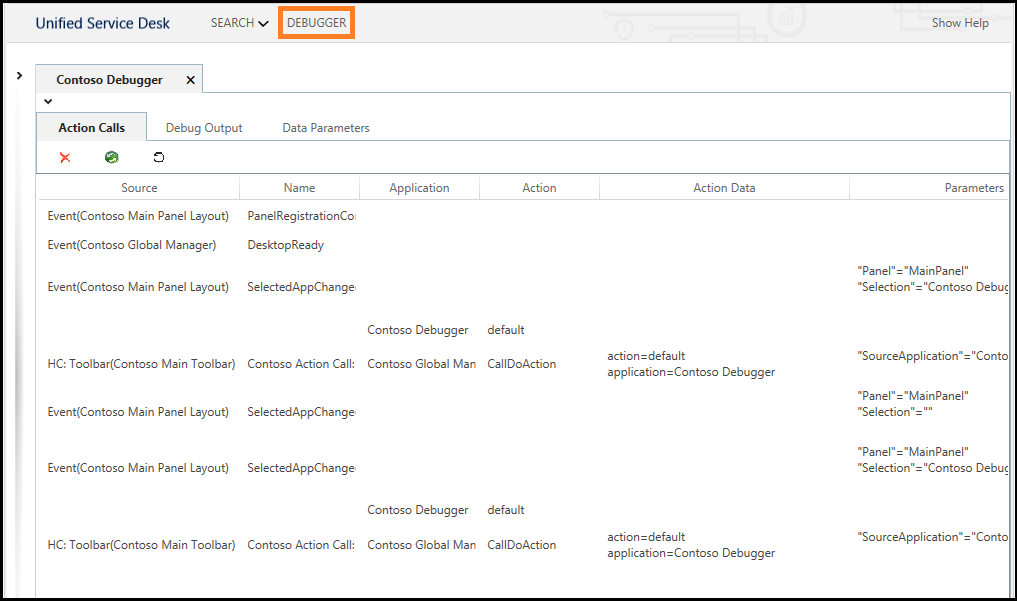 Unified Service Desk SEARCH DEBUGGER Show Help
Contoso Debugger
Action Calls Debug Output Data Parameters
Source Name Application Action Action Data Parameters
Event(Contoso Main Panel Layout) PanelRegistrationCo
Event(Contoso Global Manager) DesktopReady
"Panel"="MainPanel"
Event(Contoso Main Panel Layout) SelectedAppChange "Selection"="Contoso Debug
Contoso Debugger default
HC: Toolbar(Contoso Main Toolbar) Contoso Action Call: Contoso Global Man CallDoAction action=default "SourceApplication"="Conto
application=Contoso Debugger
"Panel"="MainPanel"
Event(Contoso Main Panel Layout) SelectedAppChange "Selection"=""
"Panel"="MainPanel"
Event(Contoso Main Panel Layout) SelectedAppChange "Selection"="Contoso Debug
Contoso Debugger default
HC: Toolbar(Contoso Main Toolbar) Contoso Action Call: Contoso Global Man CallDoAction action=default "SourceApplication"="Conto
application=Contoso Debugger